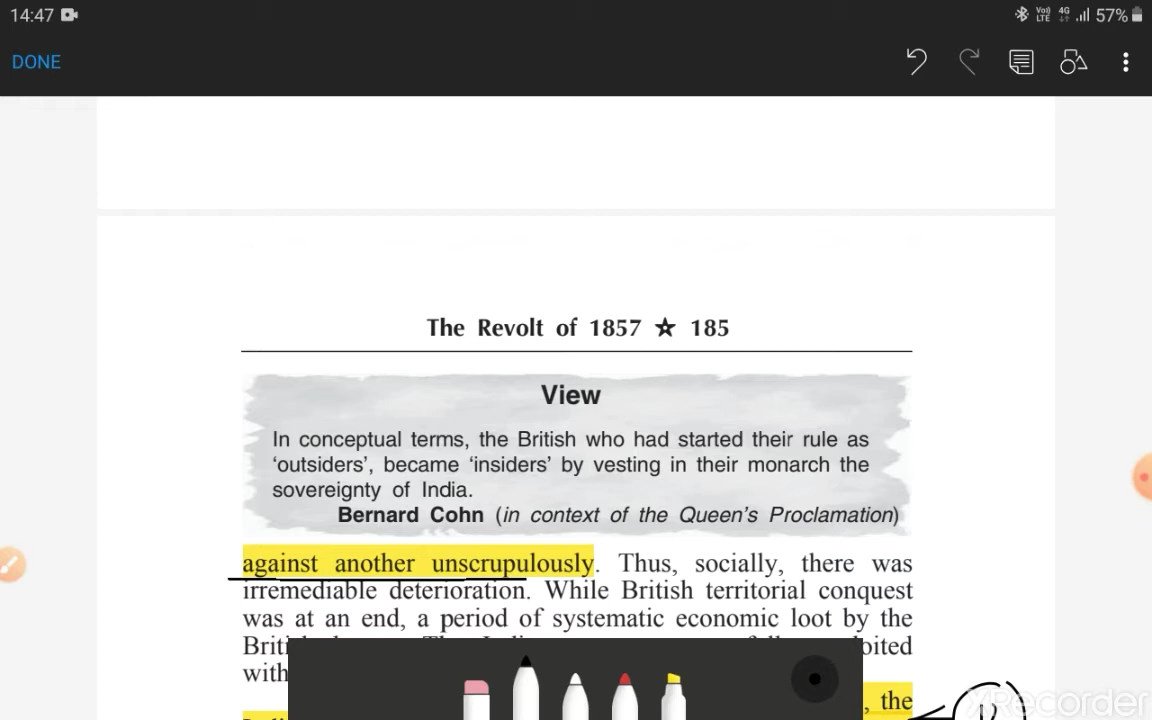 14:47 VoJ) LTE 4G 57%
DONE
The Revolt of 1857 ☆ 185
View
In conceptual terms, the British who had started their rule as
‘outsiders’, became ‘insiders’ by vesting in their monarch the
sovereignty of India.
Bernard Cohn (in context of the Queen’s Proclamation)
against another unscrupulously. Thus, socially, there was
irremediable deterioration. While British territorial conquest
was at an end, a period of systematic economic loot by the
with
, the
XRecorder